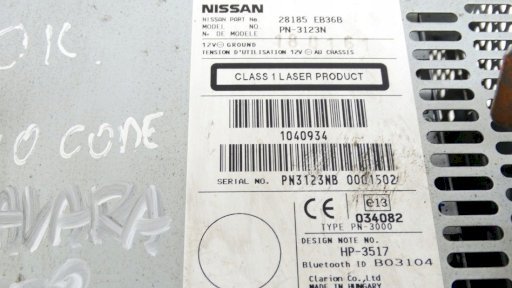 NISSAN
NISSAN PART No 28185 EB36B
MODEL NO PN-3123N
No DE MODELE
12V⊖GROUND
TENSION D'UTILISATION 12V⊖AU CHASSIS
CLASS 1 LASER PRODUCT
1040934
SERIAL NO. PN3123NB 0001502
CE e13
034082
TYPE PN-3000
DESIGN NOTE NO.
HP-3517
Bluetooth ID B03104
Clarion Co.,Ltd
MADE IN HUNGARY
OK
CODE
NAVARA